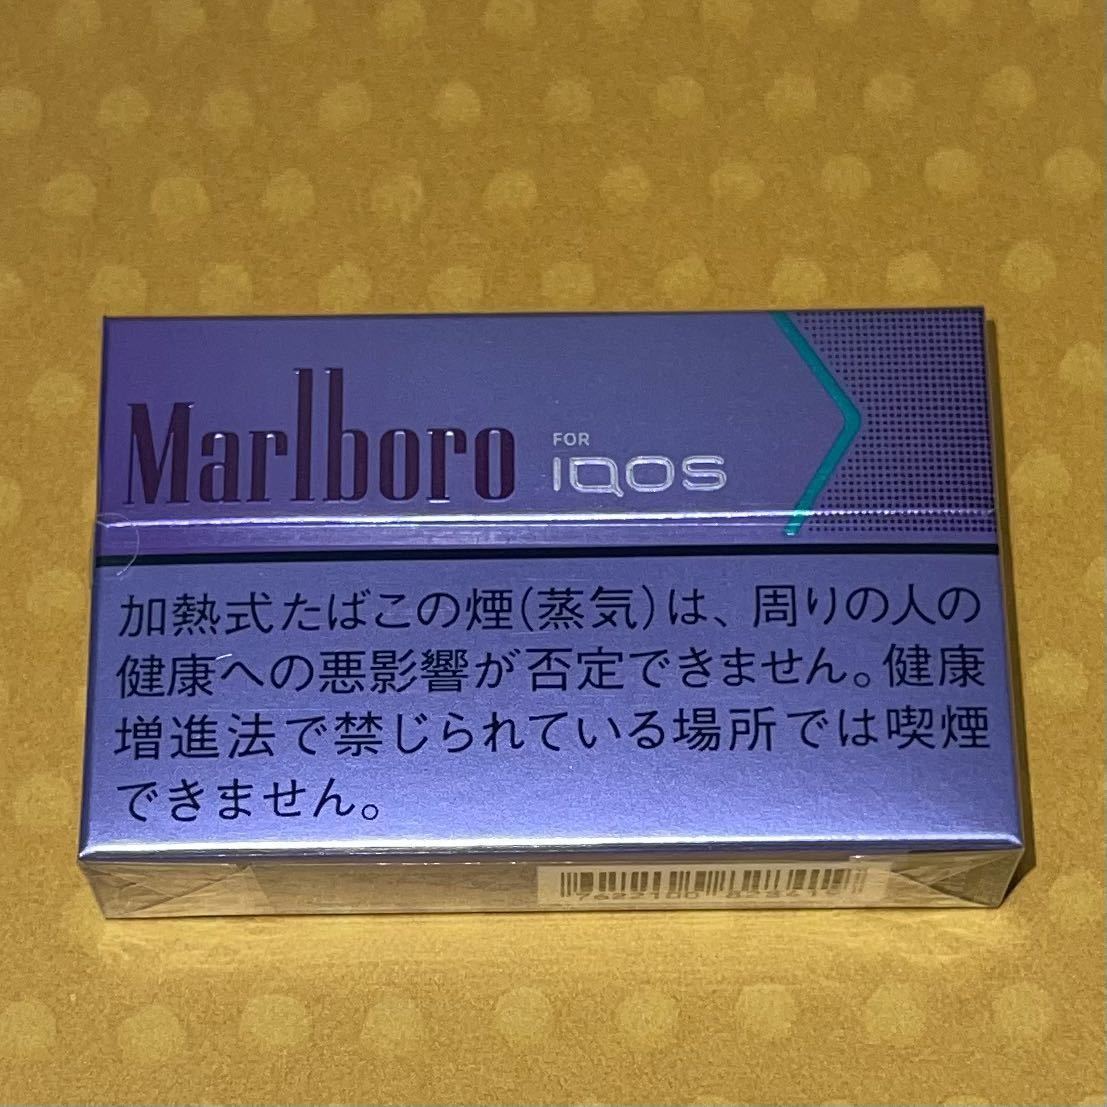 Marlboro FOR IQOS
加熱式たばこの煙(蒸気)は、周りの人の
健康への悪影響が否定できません。健康
増進法で禁じられている場所では喫煙
できません。